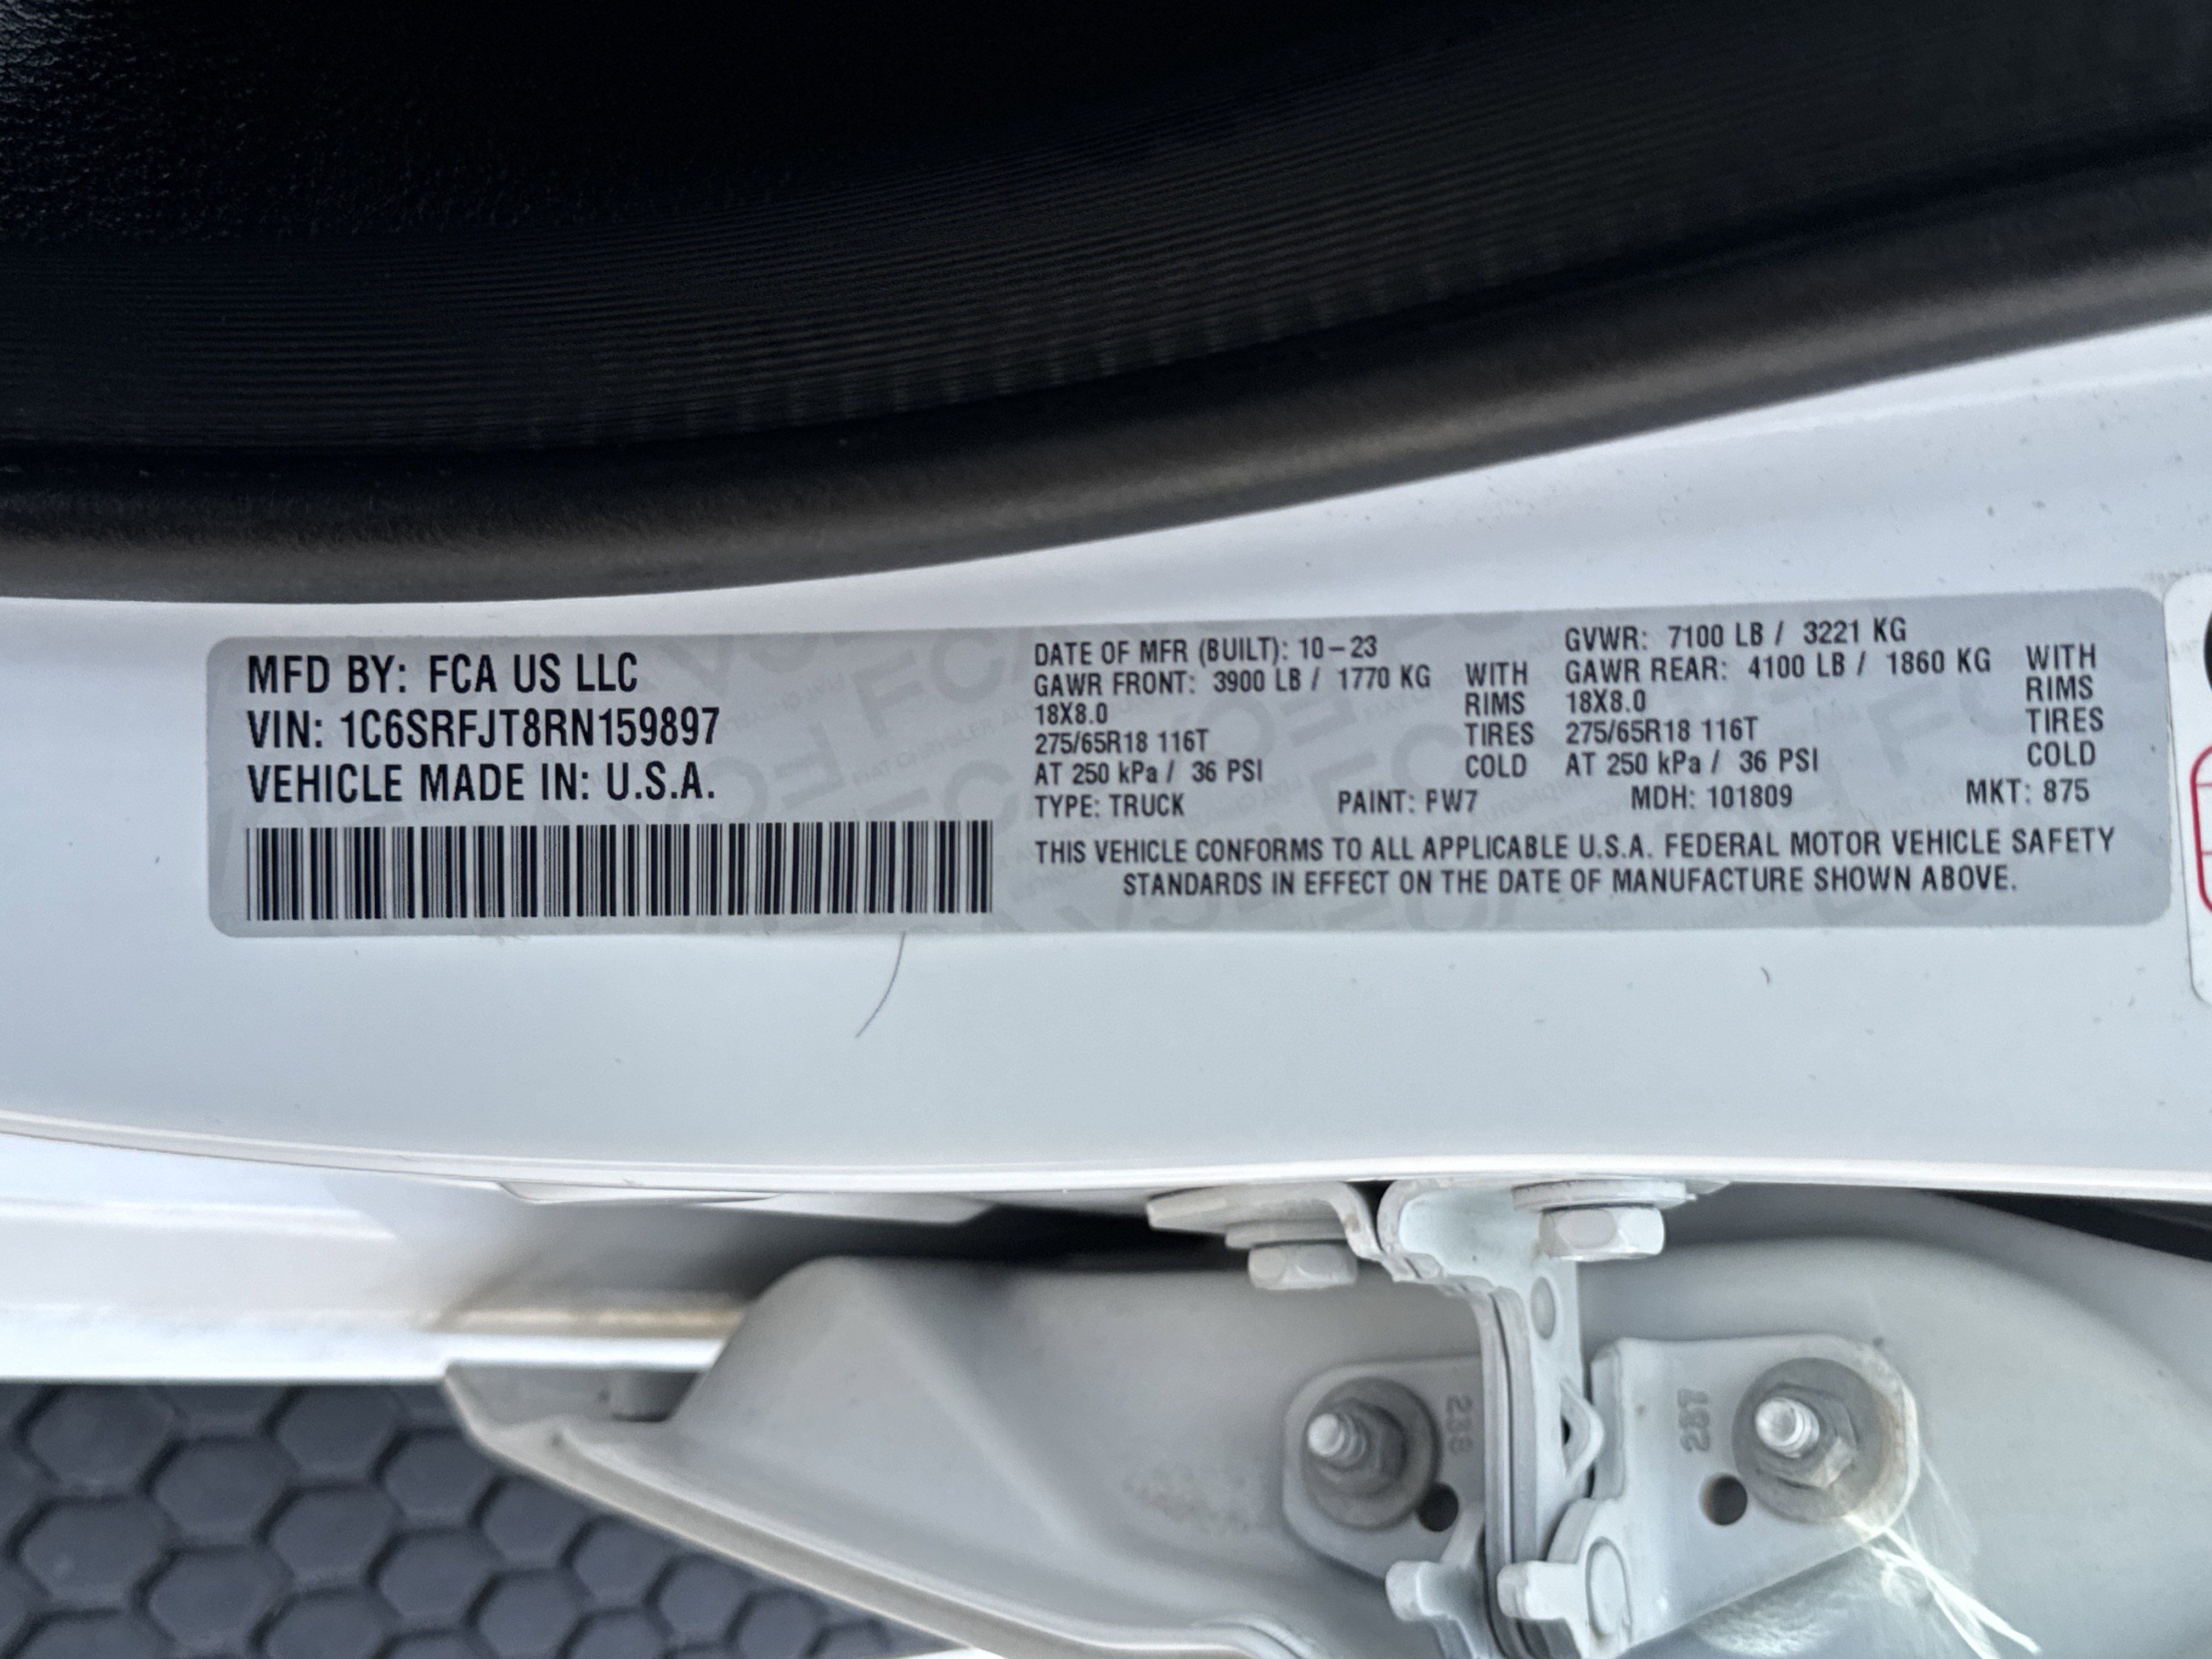 MFD BY: FCA US LLC
VIN: 1C6SRFJT8RN159897
VEHICLE MADE IN: U.S.A.
DATE OF MFR (BUILT): 10-23 GVWR: 7100 LB / 3221 KG
GAWR FRONT: 3900 LB / 1770 KG WITH GAWR REAR: 4100 LB / 1860 KG WITH
18X8.0 RIMS 18X8.0 RIMS
275/65R18 116T TIRES 275/65R18 116T TIRES
AT 250 kPa / 36 PSI COLD AT 250 kPa / 36 PSI COLD
TYPE: TRUCK PAINT: PW7 MDH: 101809 MKT: 875
THIS VEHICLE CONFORMS TO ALL APPLICABLE U.S.A. FEDERAL MOTOR VEHICLE SAFETY
STANDARDS IN EFFECT ON THE DATE OF MANUFACTURE SHOWN ABOVE.
238
267